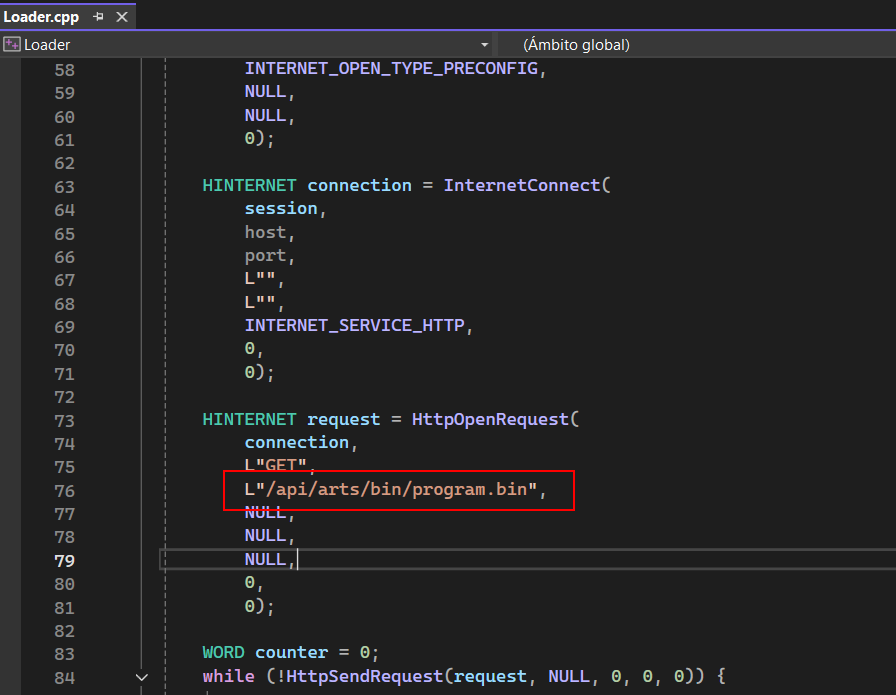 Loader.cpp
Loader (Ámbito global)
58 INTERNET_OPEN_TYPE_PRECONFIG,
59 NULL,
60 NULL,
61 0);
62
63 HINTERNET connection = InternetConnect(
64 session,
65 host,
66 port,
67 L"",
68 L"",
69 INTERNET_SERVICE_HTTP,
70 0,
71 0);
72
73 HINTERNET request = HttpOpenRequest(
74 connection,
75 L"GET",
76 L"/api/arts/bin/program.bin",
77 NULL,
78 NULL,
79 NULL,
80 0,
81 0);
82
83 WORD counter = 0;
84 while (!HttpSendRequest(request, NULL, 0, 0, 0)) {